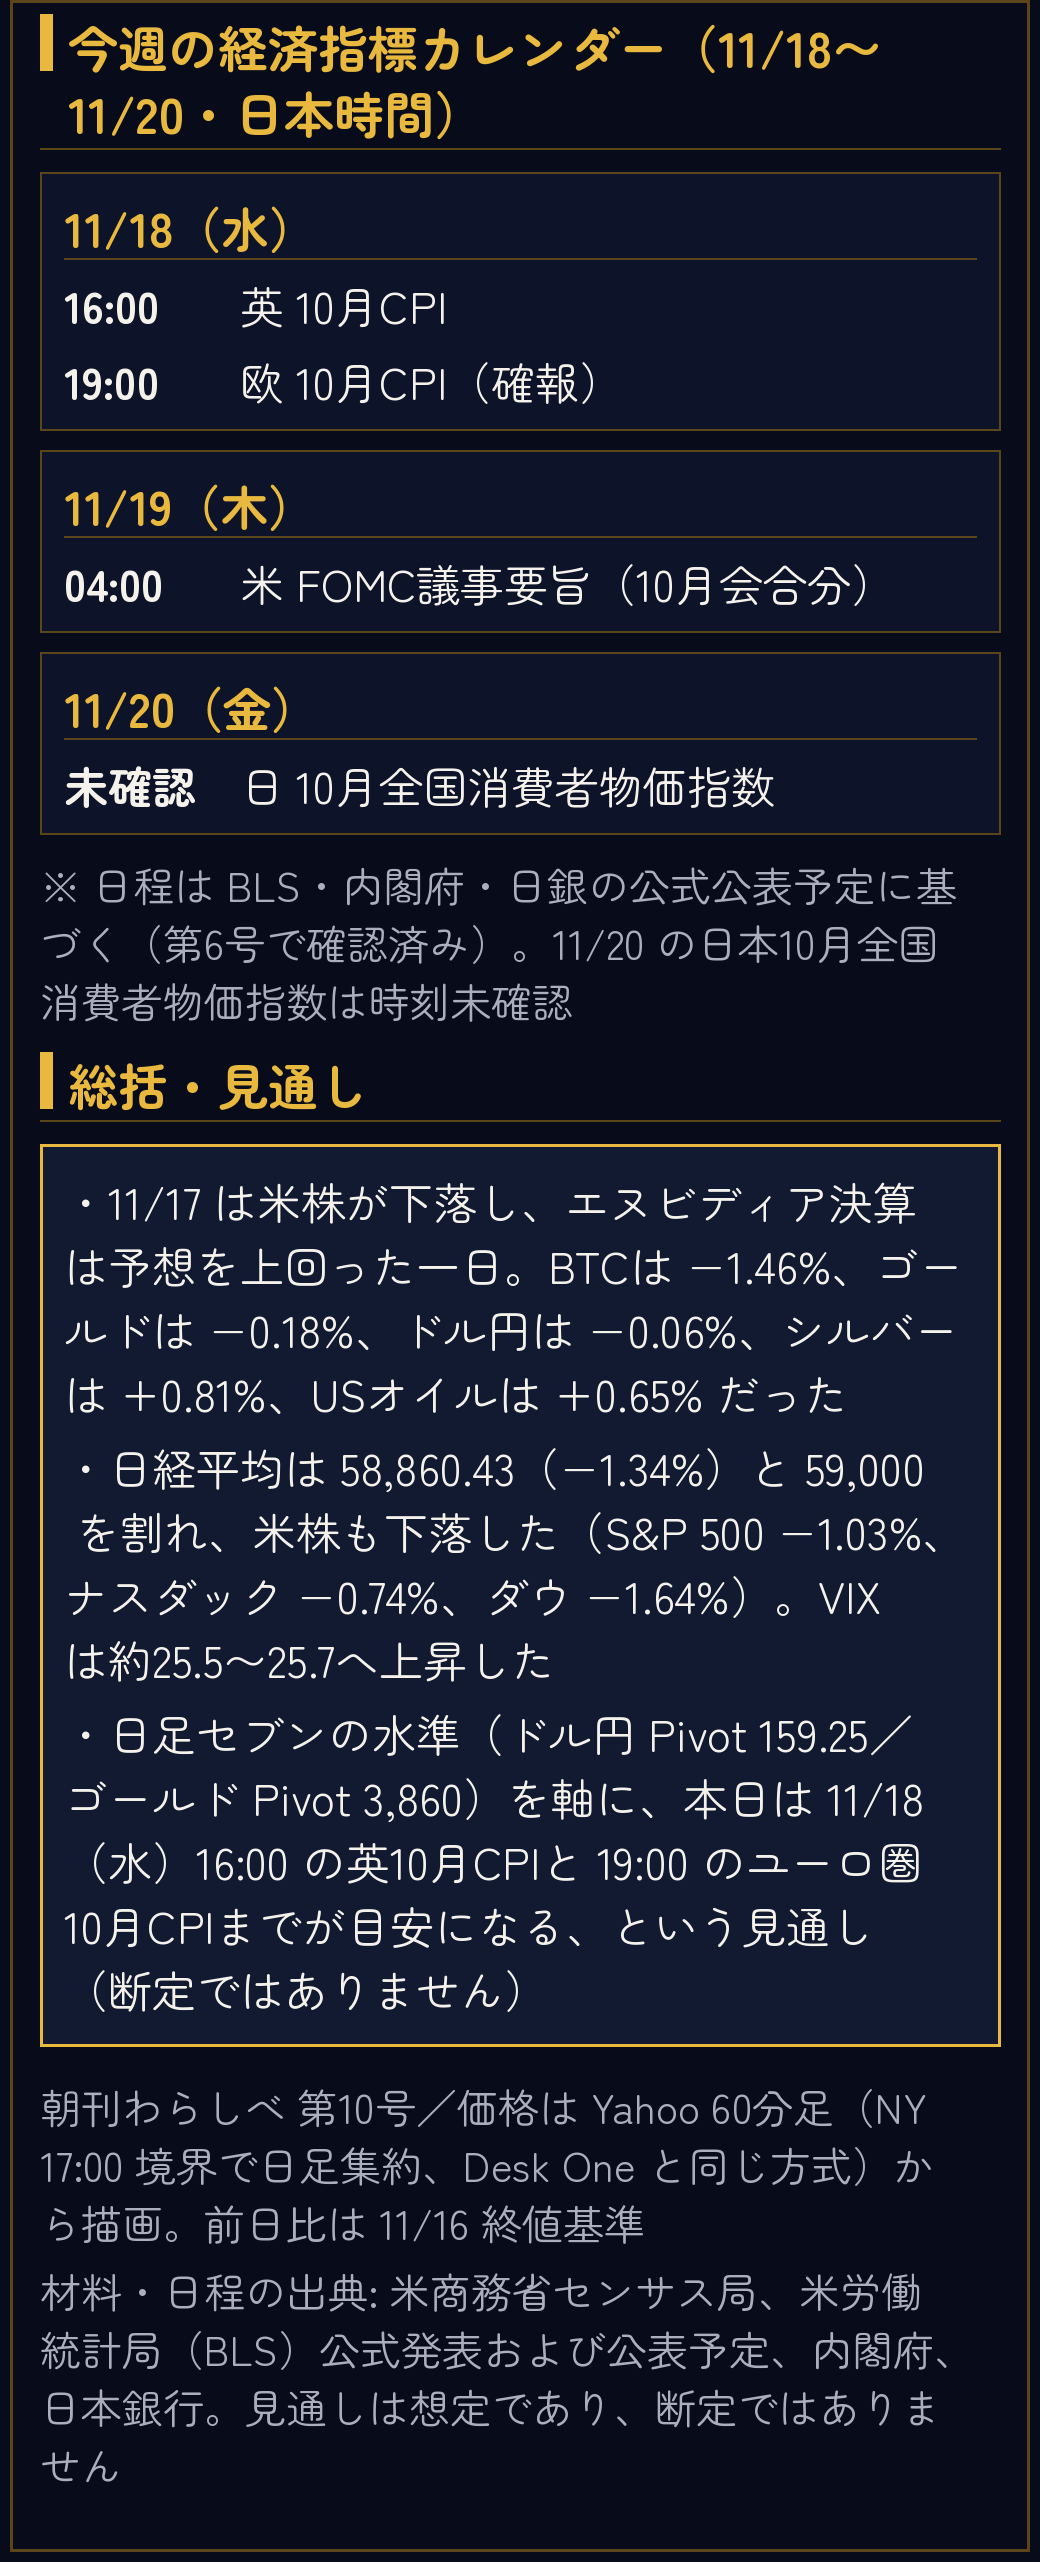 今週の経済指標カレンダー（11/18〜
11/20・日本時間）
11/18（水）
16:00 英 10月CPI
19:00 欧 10月CPI（確報）
11/19（木）
04:00 米 FOMC議事要旨（10月会合分）
11/20（金）
未確認 日 10月全国消費者物価指数
※ 日程は BLS・内閣府・日銀の公式公表予定に基
づく（第6号で確認済み）。11/20 の日本10月全国
消費者物価指数は時刻未確認
総括・見通し
・11/17 は米株が下落し、エヌビディア決算
は予想を上回った一日。BTCは −1.46%、ゴー
ルドは −0.18%、ドル円は −0.06%、シルバー
は +0.81%、USオイルは +0.65% だった
・日経平均は 58,860.43（−1.34%）と 59,000
を割れ、米株も下落した（S&P 500 −1.03%、
ナスダック −0.74%、ダウ −1.64%）。VIX
は約25.5〜25.7へ上昇した
・日足セブンの水準（ドル円 Pivot 159.25／
ゴールド Pivot 3,860）を軸に、本日は 11/18
（水）16:00 の英10月CPIと 19:00 のユーロ圏
10月CPIまでが目安になる、という見通し
（断定ではありません）
朝刊わらしべ 第10号／価格は Yahoo 60分足（NY
17:00 境界で日足集約、Desk One と同じ方式）か
ら描画。前日比は 11/16 終値基準
材料・日程の出典: 米商務省センサス局、米労働
統計局（BLS）公式発表および公表予定、内閣府、
日本銀行。見通しは想定であり、断定ではありま
せん